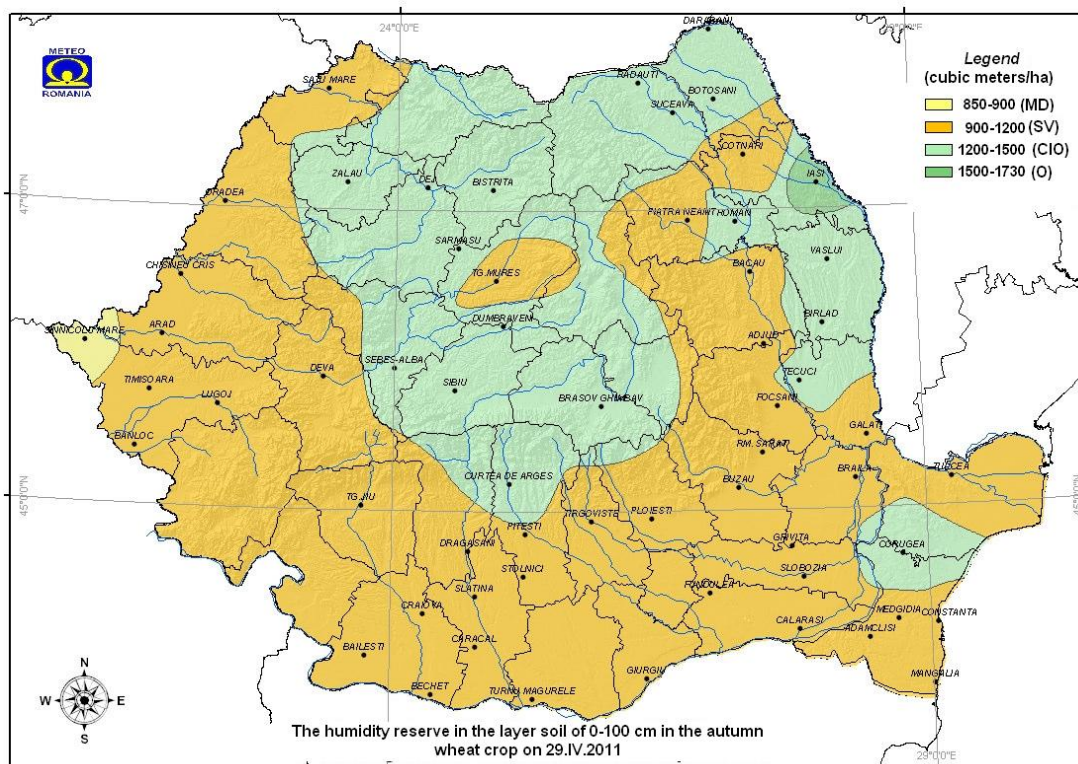 METEO
ROMANIA
24°0'0"E
Legend
(cubic meters/ha)
850-900 (MD)
900-1200 (SV)
1200-1500 (CIO)
1500-1730 (O)
DARABANI
RADAUTI
BOTOSANI
SUCEAVA
SATU MARE
COTNARI
ZALAU
DEJ
BISTRITA
IASI
47°0'0"N
ORADEA
PIATRA NEAMT
ROMAN
SARMASU
VASLUI
CHISINEU CRIS
TG.MURES
BACAU
DUMBRAVENI
BIRLAD
SINNICOLU MARE
ARAD
ADJUD
SEBES-ALBA
DEVA
TECUCI
TIMISOARA
SIBIU
LUGOJ
BRASOV GHIMBAV
FOCSANI
BANLOC
GALATI
RM. SARAT
CURTEA DE ARGES
BRAILA
TULCEA
BUZAU
TG.JIU
45°0'0"N
45°0'0"N
TIRGOVISTE
PLOIESTI
PITESTI
DRAGASANI
GRIVITA
CORUGEA
STOLNICI
SLOBOZIA
SLATINA
FUNDULEA
CRAIOVA
MEDGIDIA
CONSTANTA
CALARASI
ADAMCLISI
CARACAL
BAILESTI
GIURGIU
MANGALIA
BECHET
TURNU MAGURELE
N
W
E
S
The humidity reserve in the layer soil of 0-100 cm in the autumn
wheat crop on 29.IV.2011
29°0'0"E